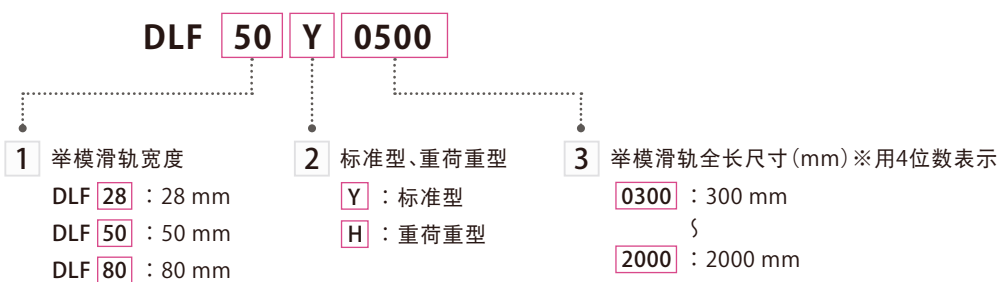 DLF 50 Y 0500
1 举模滑轨宽度
DLF 28 : 28 mm
DLF 50 : 50 mm
DLF 80 : 80 mm
2 标准型、重荷重型
Y : 标准型
H : 重荷重型
3 举模滑轨全长尺寸(mm)※用4位数表示
0300 : 300 mm
∫
2000 : 2000 mm